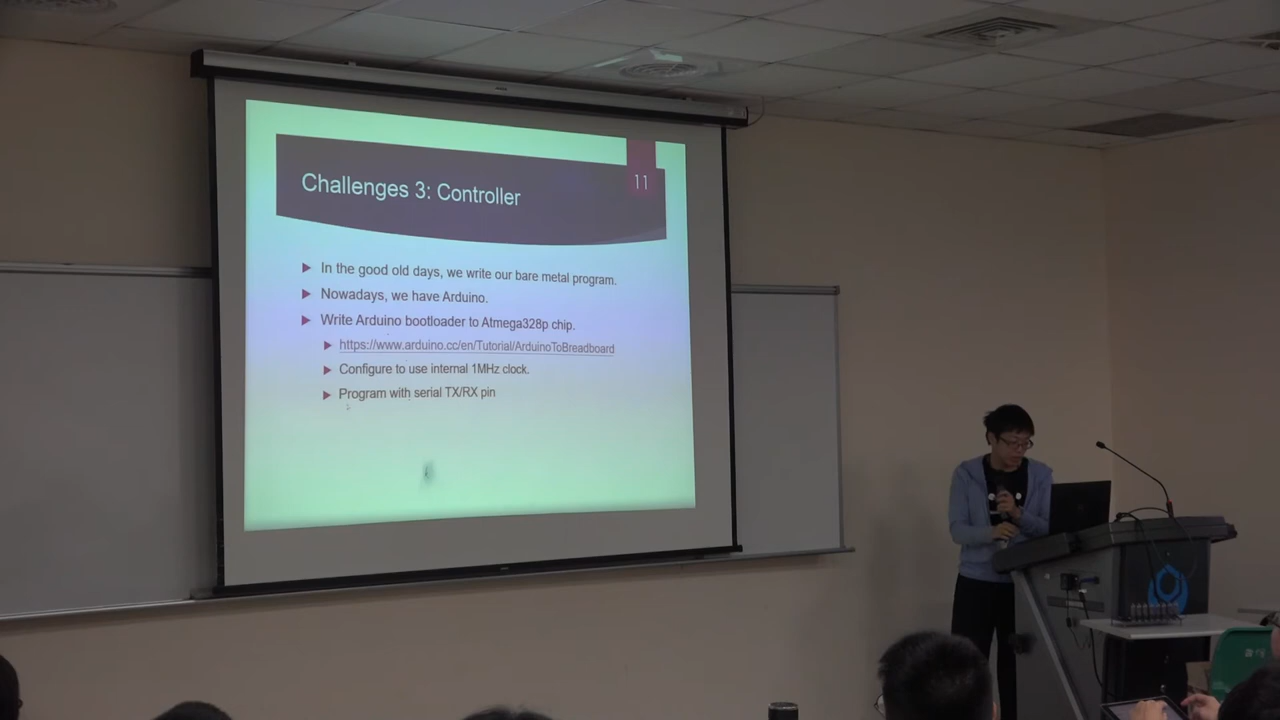 Challenges 3: Controller
11
In the good old days, we write our bare metal program.
Nowadays, we have Arduino.
Write Arduino bootloader to Atmega328p chip.
https://www.arduino.cc/en/Tutorial/ArduinoToBreadboard
Configure to use internal 1MHz clock.
Program with serial TX/RX pin